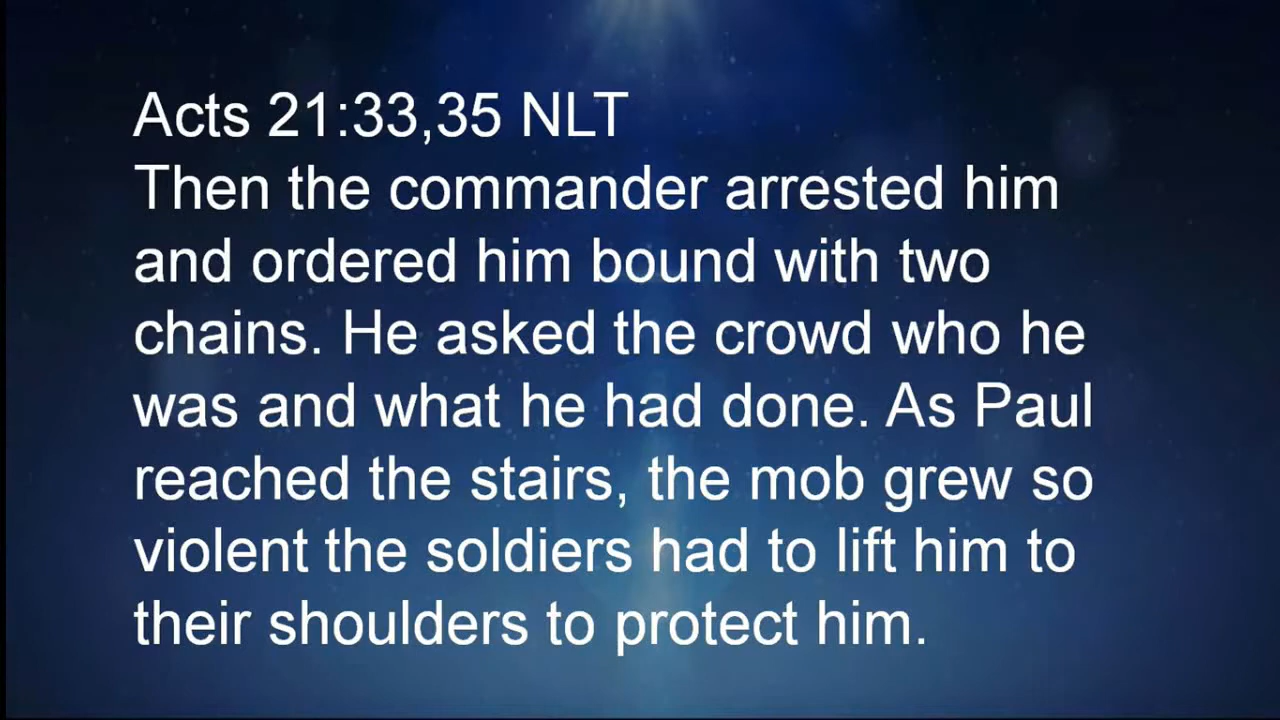 Acts 21:33,35 NLT
Then the commander arrested him
and ordered him bound with two
chains. He asked the crowd who he
was and what he had done. As Paul
reached the stairs, the mob grew so
violent the soldiers had to lift him to
their shoulders to protect him.